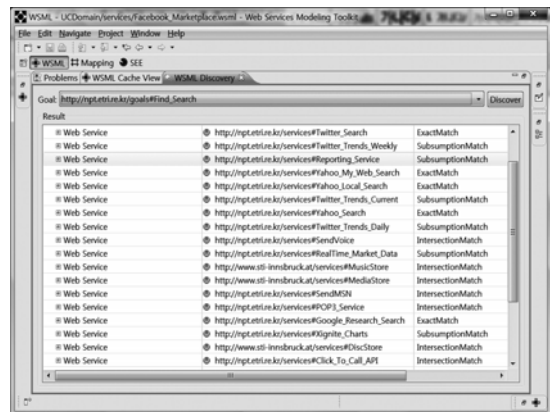 WSML - UCDomain/services/Facebook_Marketplace.wsml - Web Services Modeling Toolkit
File Edit Navigate Project Window Help
WSML Mapping SEE
Problems WSML Cache View WSML Discovery
Goal: http://npt.etri.re.kr/goals#Find_Search Discover
Result
Web Service http://npt.etri.re.kr/services#Twitter_Search ExactMatch
Web Service http://npt.etri.re.kr/services#Twitter_Trends_Weekly SubsumptionMatch
Web Service http://npt.etri.re.kr/services#Reporting_Service SubsumptionMatch
Web Service http://npt.etri.re.kr/services#Yahoo_My_Web_Search ExactMatch
Web Service http://npt.etri.re.kr/services#Yahoo_Local_Search ExactMatch
Web Service http://npt.etri.re.kr/services#Twitter_Trends_Current SubsumptionMatch
Web Service http://npt.etri.re.kr/services#Yahoo_Search ExactMatch
Web Service http://npt.etri.re.kr/services#Twitter_Trends_Daily SubsumptionMatch
Web Service http://npt.etri.re.kr/services#SendVoice IntersectionMatch
Web Service http://npt.etri.re.kr/services#RealTime_Market_Data SubsumptionMatch
Web Service http://www.sti-innsbruck.at/services#MusicStore IntersectionMatch
Web Service http://www.sti-innsbruck.at/services#MediaStore IntersectionMatch
Web Service http://npt.etri.re.kr/services#SendMSN IntersectionMatch
Web Service http://npt.etri.re.kr/services#POP3_Service IntersectionMatch
Web Service http://npt.etri.re.kr/services#Google_Research_Search ExactMatch
Web Service http://npt.etri.re.kr/services#Xignite_Charts SubsumptionMatch
Web Service http://www.sti-innsbruck.at/services#DiscStore IntersectionMatch
Web Service http://npt.etri.re.kr/services#Click_To_Call_API IntersectionMatch